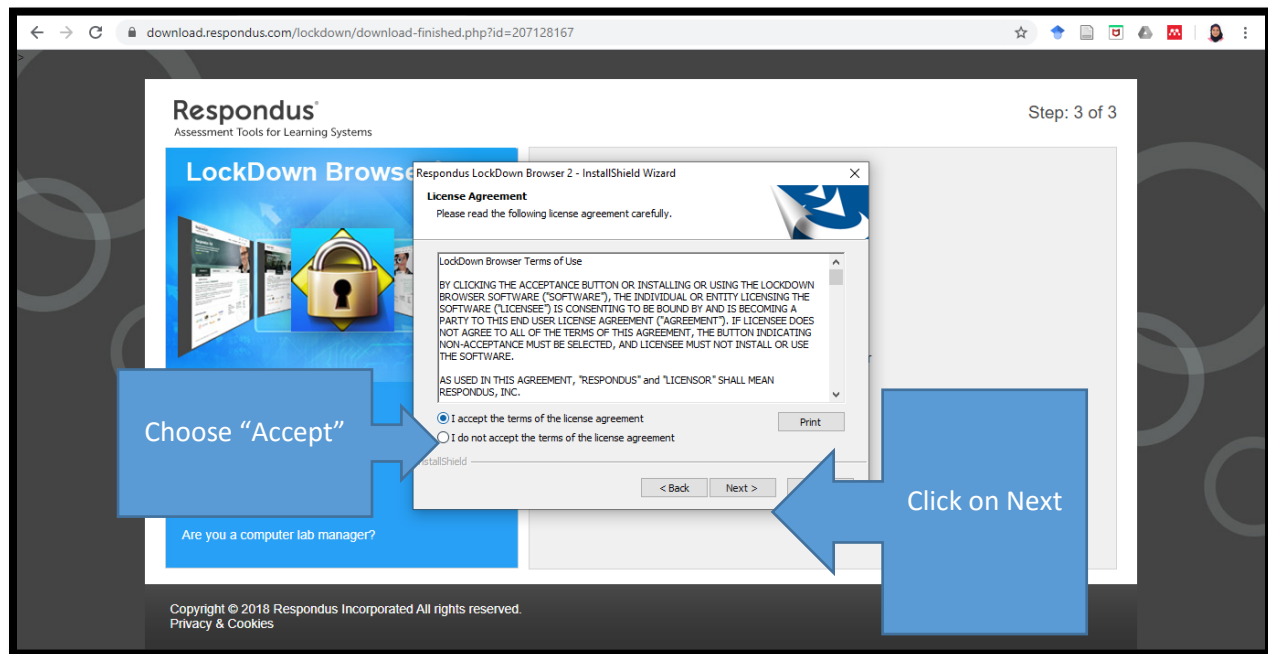 download.respondus.com/lockdown/download-finished.php?id=207128167
>
Respondus
Assessment Tools for Learning Systems
Step: 3 of 3
LockDown Browse
Respondus LockDown Browser 2 - InstallShield Wizard
License Agreement
Please read the following license agreement carefully.
LockDown Browser Terms of Use
BY CLICKING THE ACCEPTANCE BUTTON OR INSTALLING OR USING THE LOCKDOWN
BROWSER SOFTWARE ("SOFTWARE"), THE INDIVIDUAL OR ENTITY LICENSING THE
SOFTWARE ("LICENSEE") IS CONSENTING TO BE BOUND BY AND IS BECOMING A
PARTY TO THIS END USER LICENSE AGREEMENT ("AGREEMENT"). IF LICENSEE DOES
NOT AGREE TO ALL OF THE TERMS OF THIS AGREEMENT, THE BUTTON INDICATING
NON-ACCEPTANCE MUST BE SELECTED, AND LICENSEE MUST NOT INSTALL OR USE
THE SOFTWARE.
AS USED IN THIS AGREEMENT, "RESPONDUS" and "LICENSOR" SHALL MEAN
RESPONDUS, INC.
I accept the terms of the license agreement
Print
I do not accept the terms of the license agreement
Choose “Accept”
stallShield
< Back
Next >
Click on Next
Are you a computer lab manager?
Copyright © 2018 Respondus Incorporated All rights reserved.
Privacy & Cookies